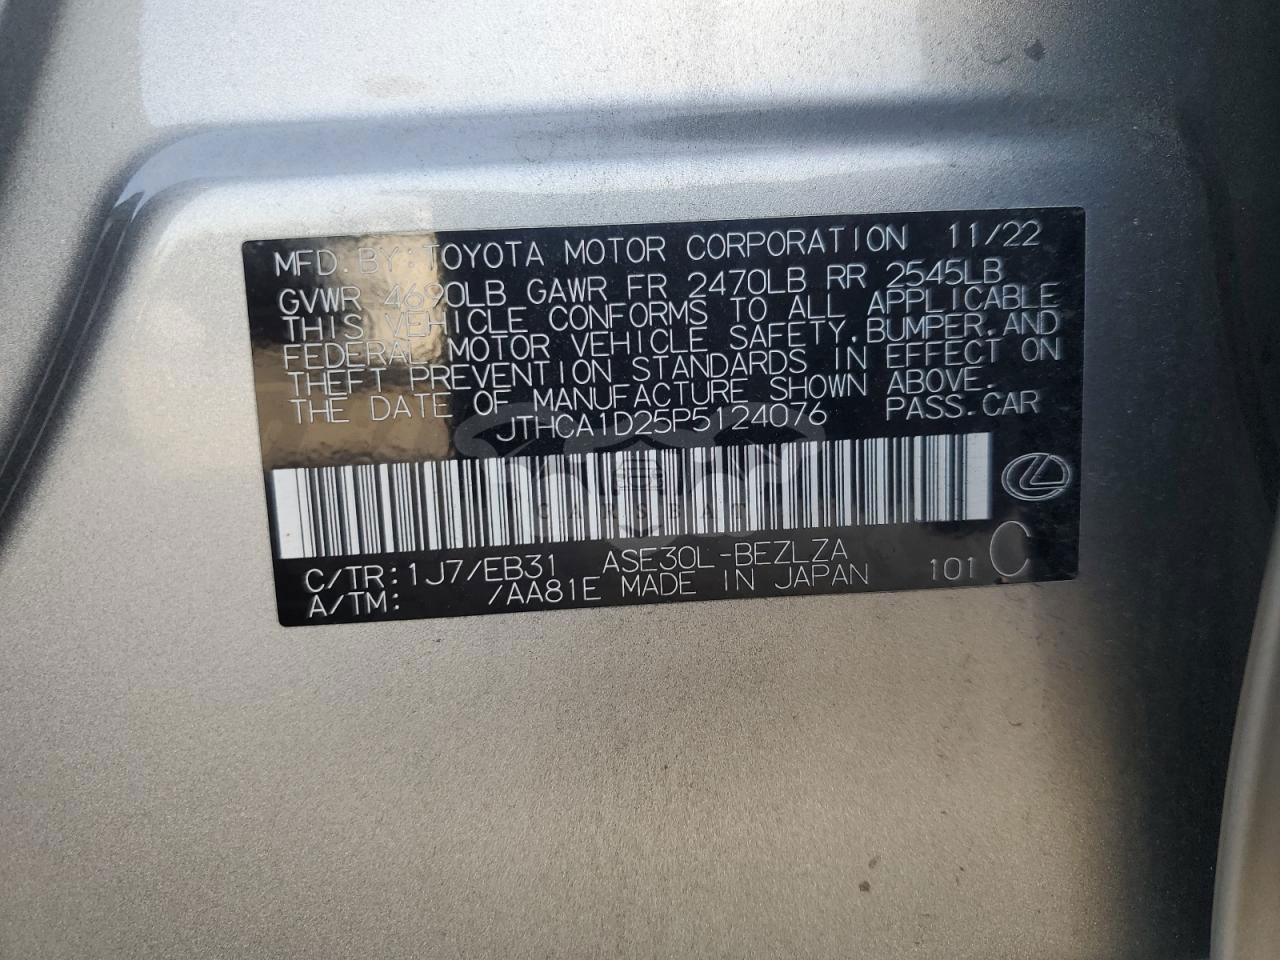 MFD. BY: TOYOTA MOTOR CORPORATION 11/22
GVWR 4690LB GAWR FR 2470LB RR 2545LB
THIS VEHICLE CONFORMS TO ALL APPLICABLE
FEDERAL MOTOR VEHICLE SAFETY, BUMPER, AND
THEFT PREVENTION STANDARDS IN EFFECT ON
THE DATE OF MANUFACTURE SHOWN ABOVE.
JTHCA1D25P5124076 PASS. CAR
CARSBAD
C/TR: 1J7/EB31 ASE30L-BEZLZA
A/TM: /AA81E MADE IN JAPAN 101 C